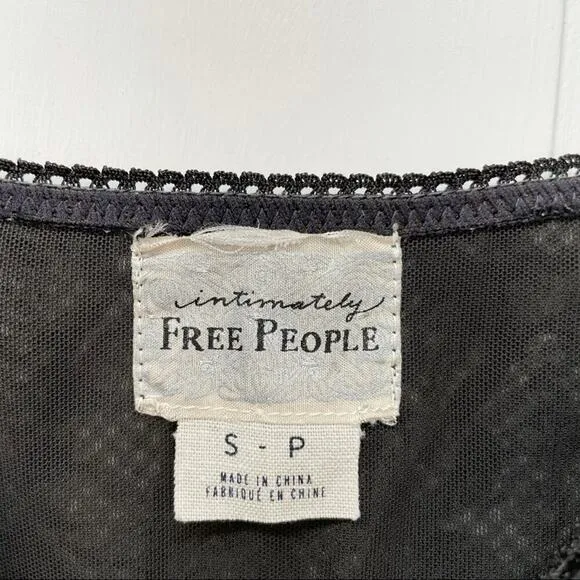 intimately
FREE PEOPLE
S - P
MADE IN CHINA
FABRIQUÉ EN CHINE